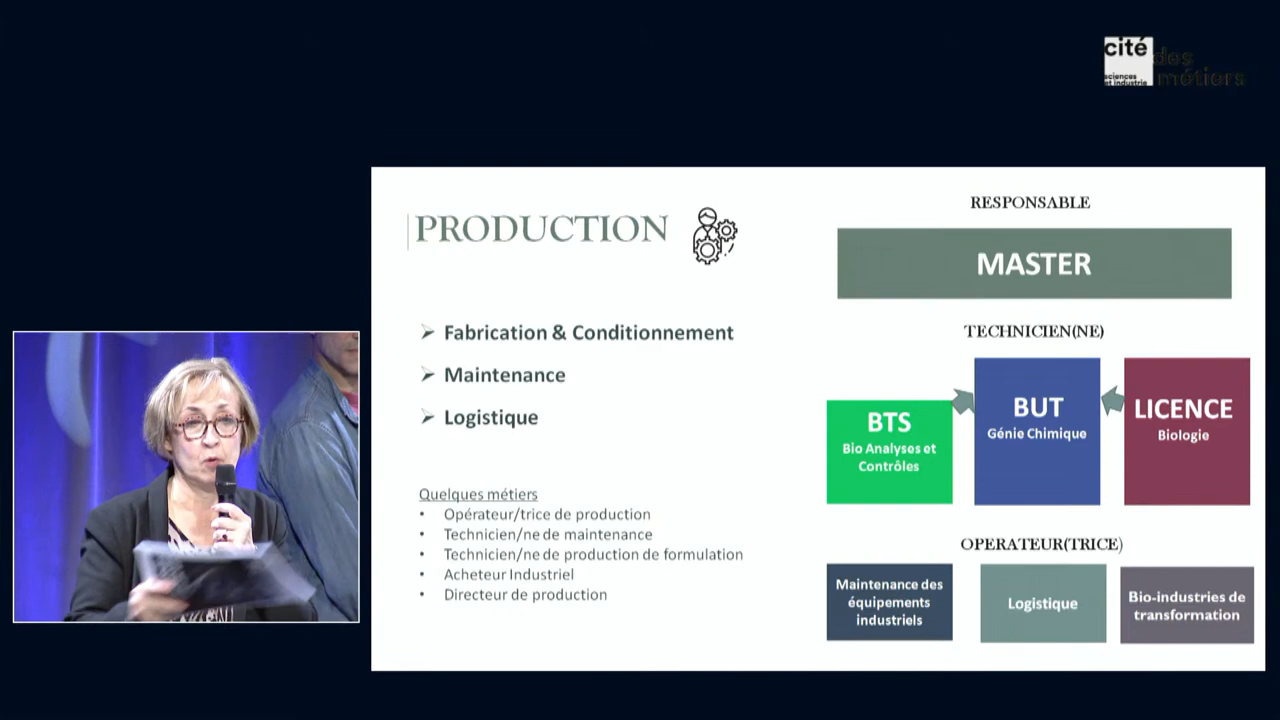 cité
des
sciences
et industrie
métiers
PRODUCTION
Fabrication & Conditionnement
Maintenance
Logistique
Quelques métiers
• Opérateur/trice de production
• Technicien/ne de maintenance
• Technicien/ne de production de formulation
• Acheteur Industriel
• Directeur de production
RESPONSABLE
MASTER
TECHNICIEN(NE)
BTS
Bio Analyses et
Contrôles
BUT
Génie Chimique
LICENCE
Biologie
OPERATEUR(TRICE)
Maintenance des
équipements
industriels
Logistique
Bio-industries de
transformation